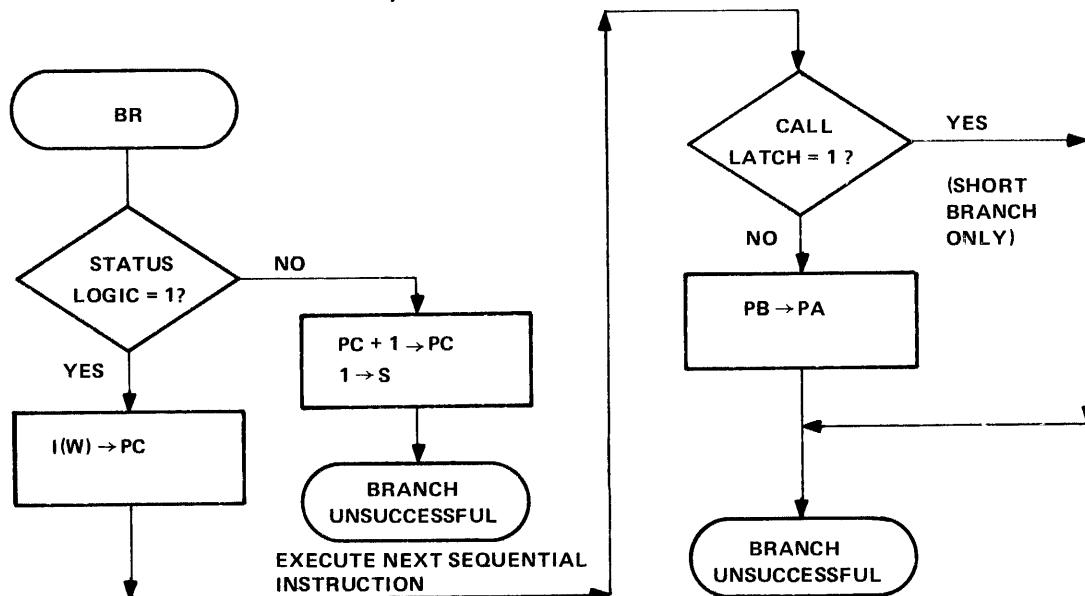 BR
STATUS
LOGIC = 1?
NO
YES
PC + 1 → PC
1 → S
I(W) → PC
BRANCH
UNSUCCESSFUL
EXECUTE NEXT SEQUENTIAL
INSTRUCTION
CALL
LATCH = 1 ?
YES
(SHORT
BRANCH
ONLY)
NO
PB → PA
BRANCH
UNSUCCESSFUL